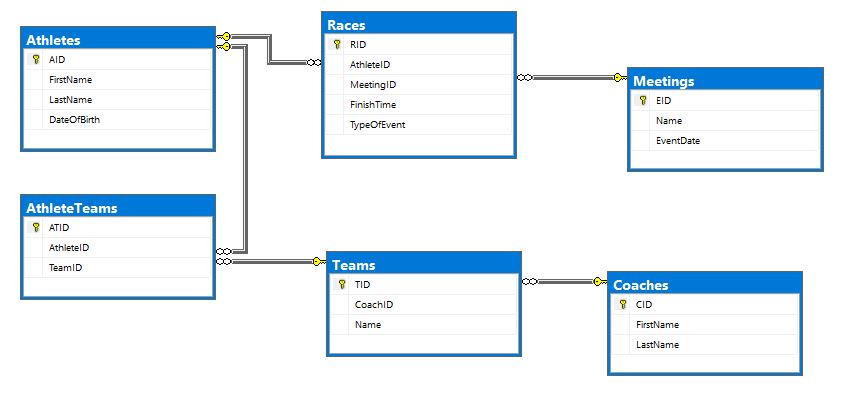 Athletes
AID
FirstName
LastName
DateOfBirth
Races
RID
AthleteID
MeetingID
FinishTime
TypeOfEvent
Meetings
EID
Name
EventDate
AthleteTeams
ATID
AthleteID
TeamID
Teams
TID
CoachID
Name
Coaches
CID
FirstName
LastName